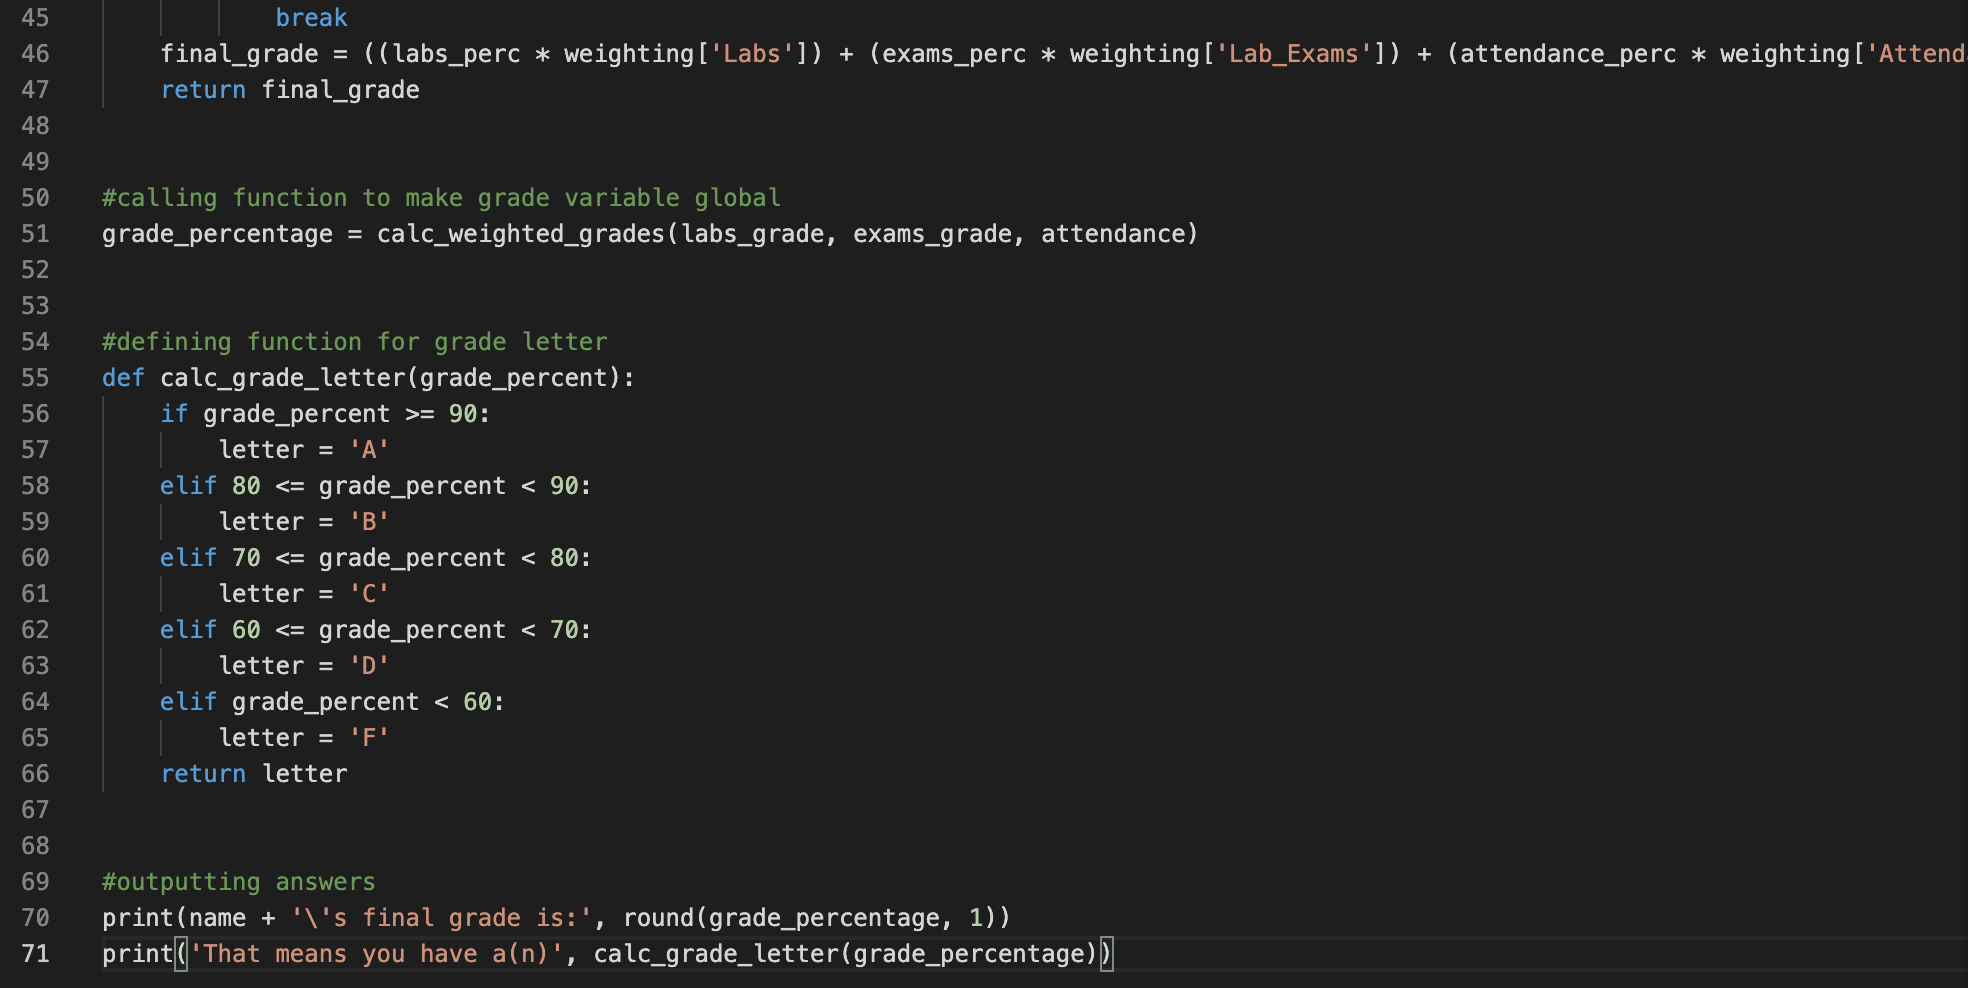 45 break
46 final_grade = ((labs_perc * weighting['Labs']) + (exams_perc * weighting['Lab_Exams']) + (attendance_perc * weighting['Attend
47 return final_grade
48
49
50 #calling function to make grade variable global
51 grade_percentage = calc_weighted_grades(labs_grade, exams_grade, attendance)
52
53
54 #defining function for grade letter
55 def calc_grade_letter(grade_percent):
56 if grade_percent >= 90:
57 letter = 'A'
58 elif 80 <= grade_percent < 90:
59 letter = 'B'
60 elif 70 <= grade_percent < 80:
61 letter = 'C'
62 elif 60 <= grade_percent < 70:
63 letter = 'D'
64 elif grade_percent < 60:
65 letter = 'F'
66 return letter
67
68
69 #outputting answers
70 print(name + '\'s final grade is:', round(grade_percentage, 1))
71 print('That means you have a(n)', calc_grade_letter(grade_percentage))